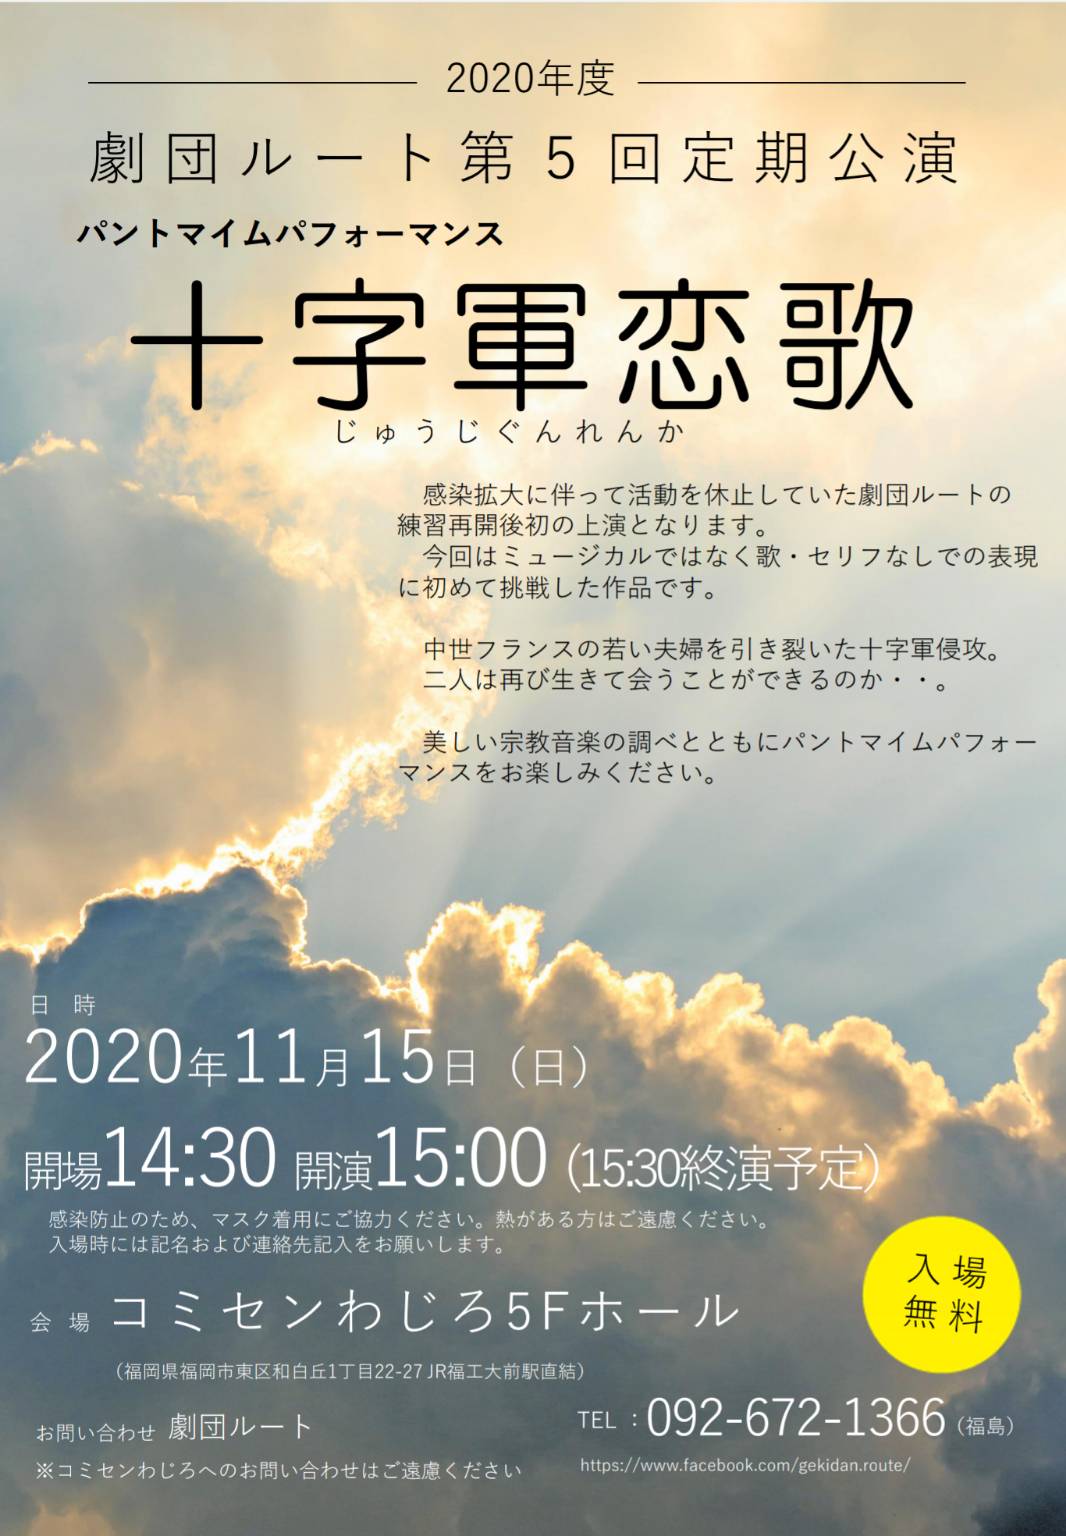 2020年度
劇団ルート第5回定期公演
パントマイムパフォーマンス
十字軍恋歌
じゅうじぐんれんか
感染拡大に伴って活動を休止していた劇団ルートの
練習再開後初の上演となります。
今回はミュージカルではなく歌・セリフなしでの表現
に初めて挑戦した作品です。
中世フランスの若い夫婦を引き裂いた十字軍侵攻。
二人は再び生きて会うことができるのか・・。
美しい宗教音楽の調べとともにパントマイムパフォー
マンスをお楽しみください。
日 時
2020年11月15日（日）
開場14:30 開演15:00（15:30終演予定）
感染防止のため、マスク着用にご協力ください。熱がある方はご遠慮ください。
入場時には記名および連絡先記入をお願いします。
入場
無料
会 場 コミセンわじろ5Fホール
（福岡県福岡市東区和白丘1丁目22-27 JR福工大前駅直結）
お問い合わせ 劇団ルート
TEL ：092-672-1366（福島）
※コミセンわじろへのお問い合わせはご遠慮ください
https://www.facebook.com/gekidan.route/